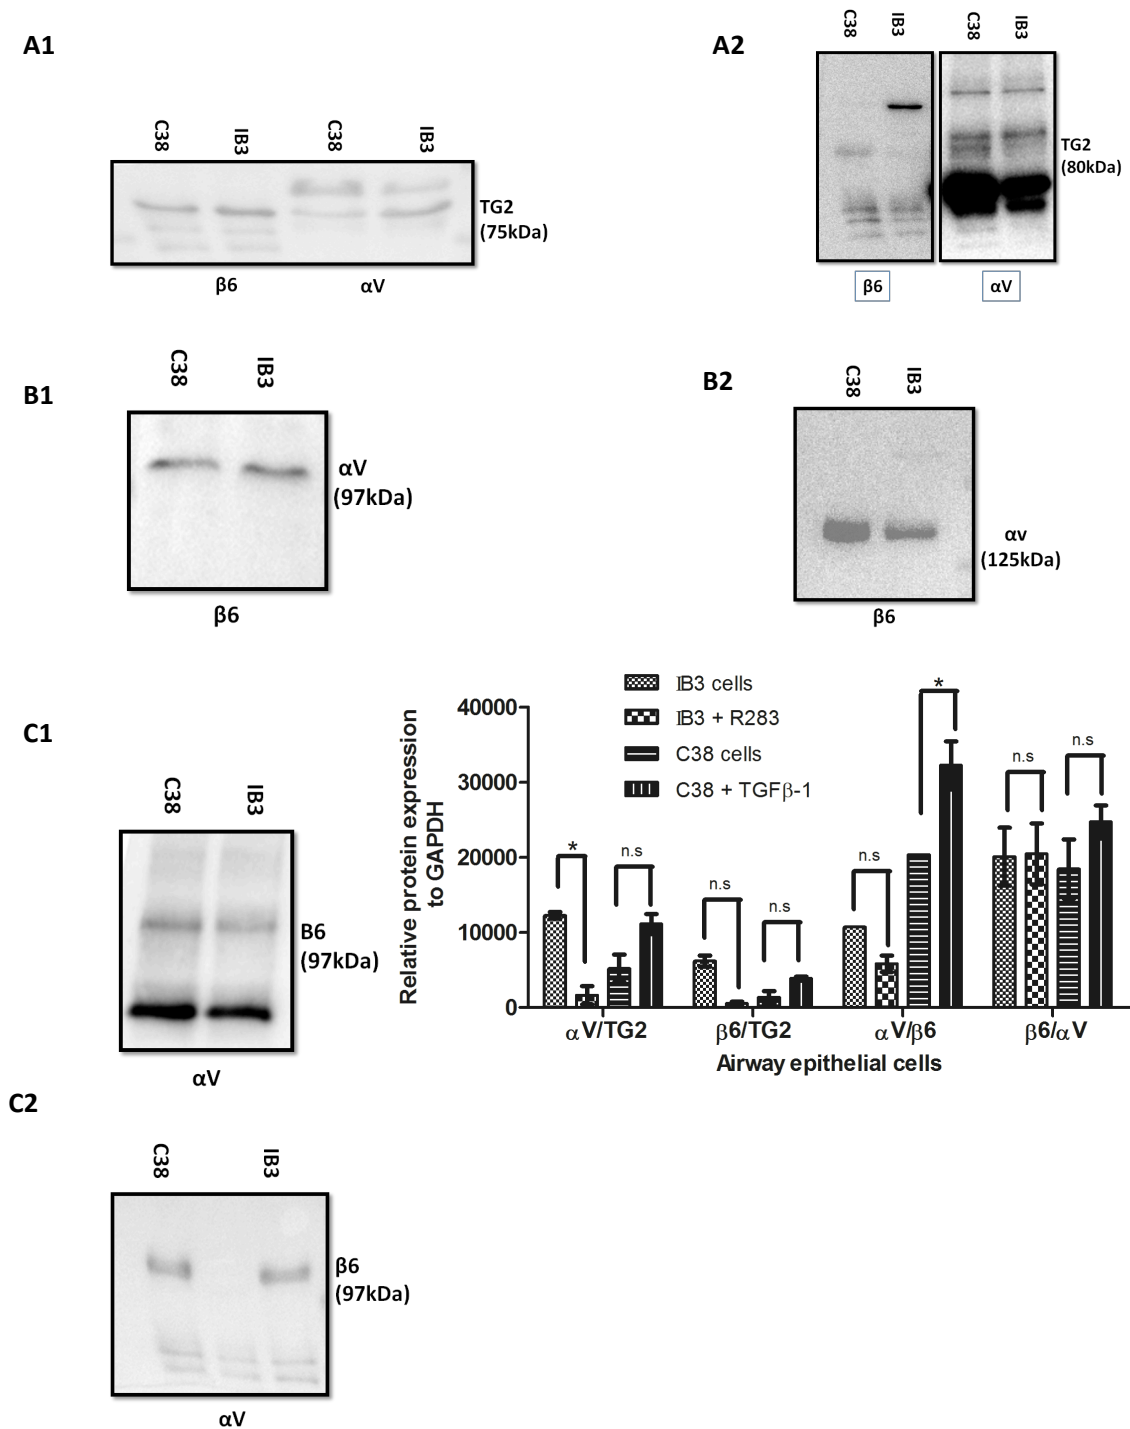 A1
C38
IB3
C38
IB3
TG2
(75kDa)
β6
αV
A2
C38
IB3
C38
IB3
TG2
(80kDa)
β6
αV
B1
C38
IB3
αV
(97kDa)
β6
B2
C38
IB3
αv
(125kDa)
β6
C1
C38
IB3
B6
(97kDa)
αV
IB3 cells
IB3 + R283
C38 cells
C38 + TGFβ-1
Relative protein expression
to GAPDH
40000
30000
20000
10000
0
*
n.s
n.s
n.s
n.s
*
n.s
n.s
αV/TG2
β6/TG2
αV/β6
β6/αV
Airway epithelial cells
C2
C38
IB3
β6
(97kDa)
αV